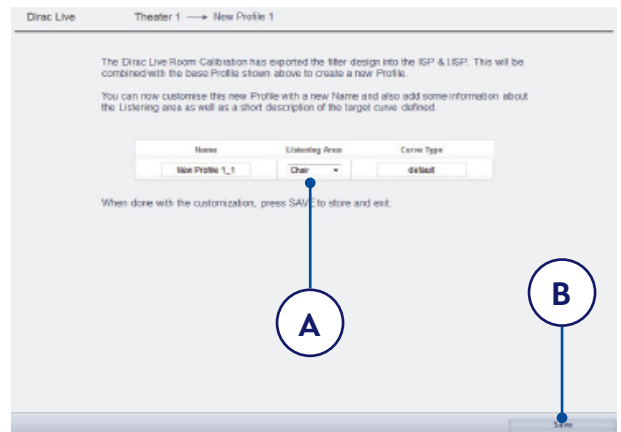 Dirac Live Theater 1 → New Profile 1
The Dirac Live Room Calibration has exported the filter design into the ISP & LISP. This will be
combined with the base Profile shown above to create a new Profile.
You can now customise this new Profile with a new Name and also add some information about
the Listening area as well as a short description of the target curve defined.
Name Listening Area Curve Type
New Profile 1_1 Chair default
When done with the customization, press SAVE to store and exit.
A
B
Save